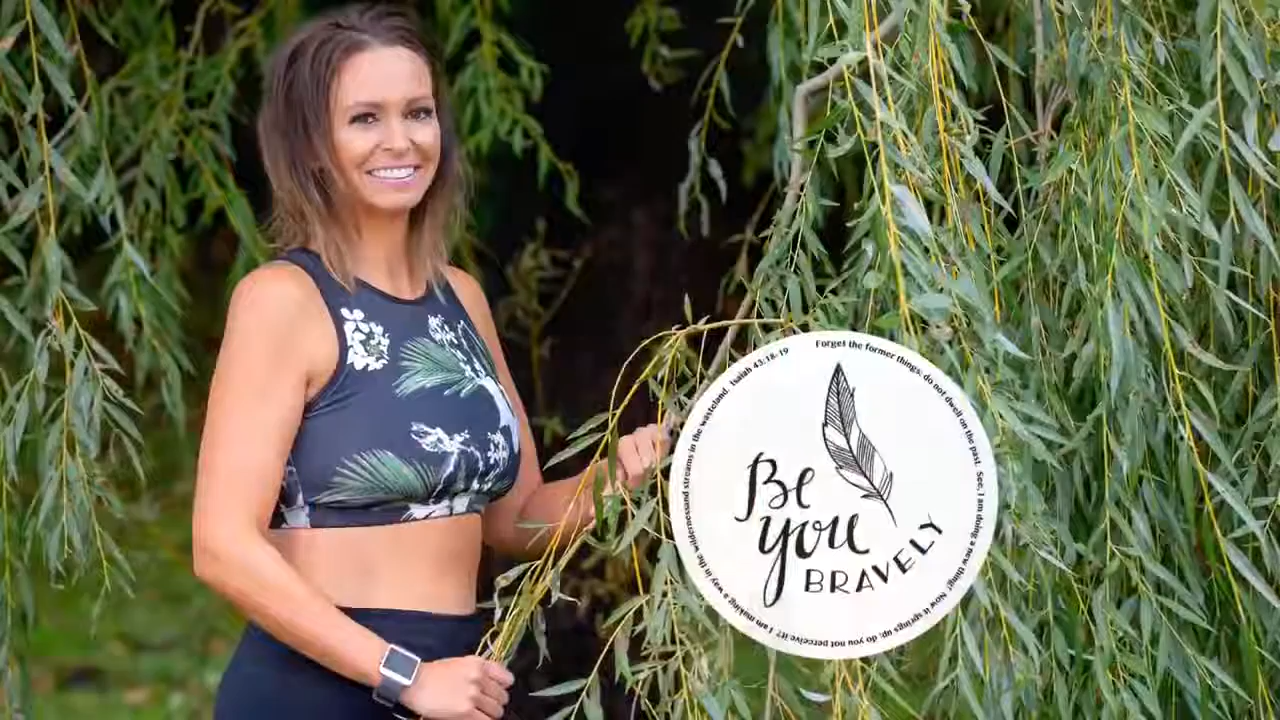 Be
you
BRAVELY
Forget the former things; do not dwell on the past. See, I am doing a new thing! Now it springs up; do you not perceive it? I am making a way in the wildernessand streams in the wasteland. Isaiah 43:18-19